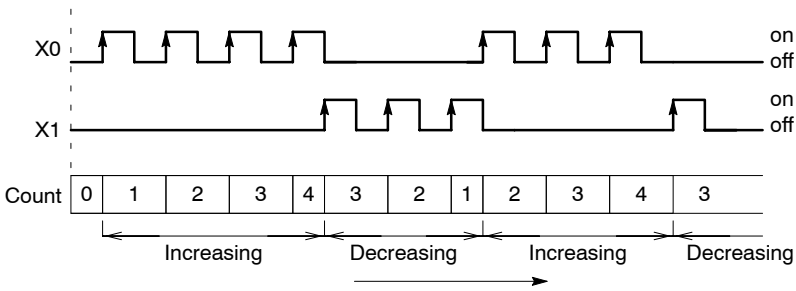 X0 on
off
X1 on
off
Count 0 1 2 3 4 3 2 1 2 3 4 3
Increasing Decreasing Increasing Decreasing